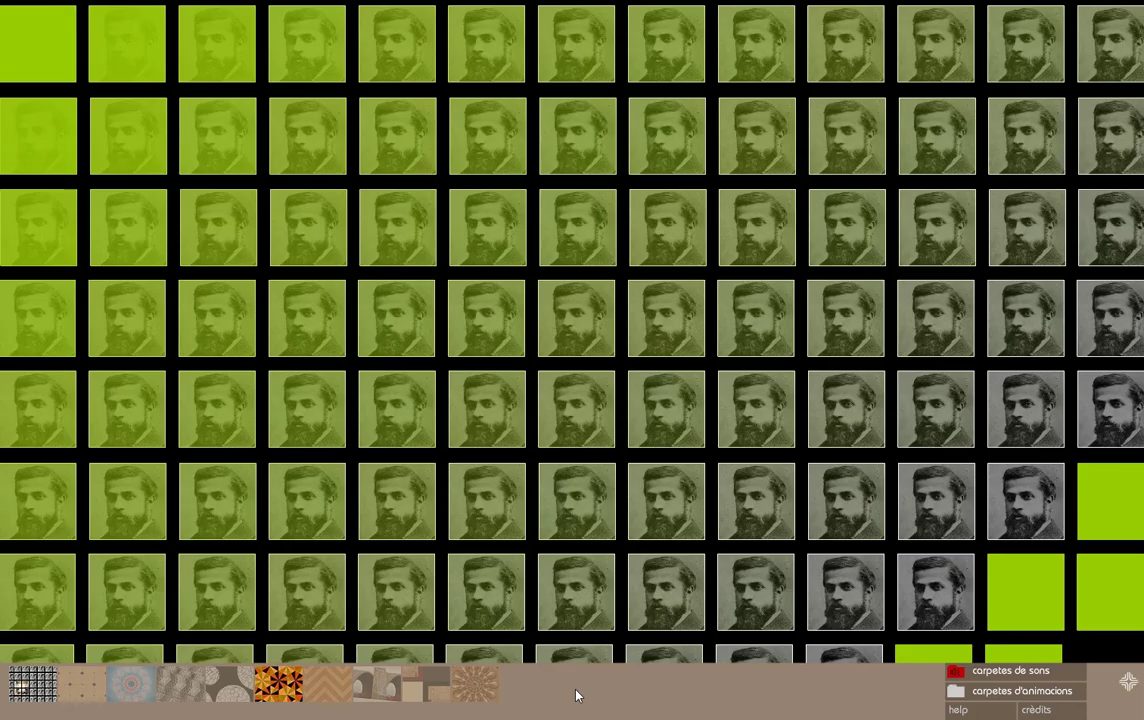 carpetes de sons
carpetes d'animacions
help
crèdits